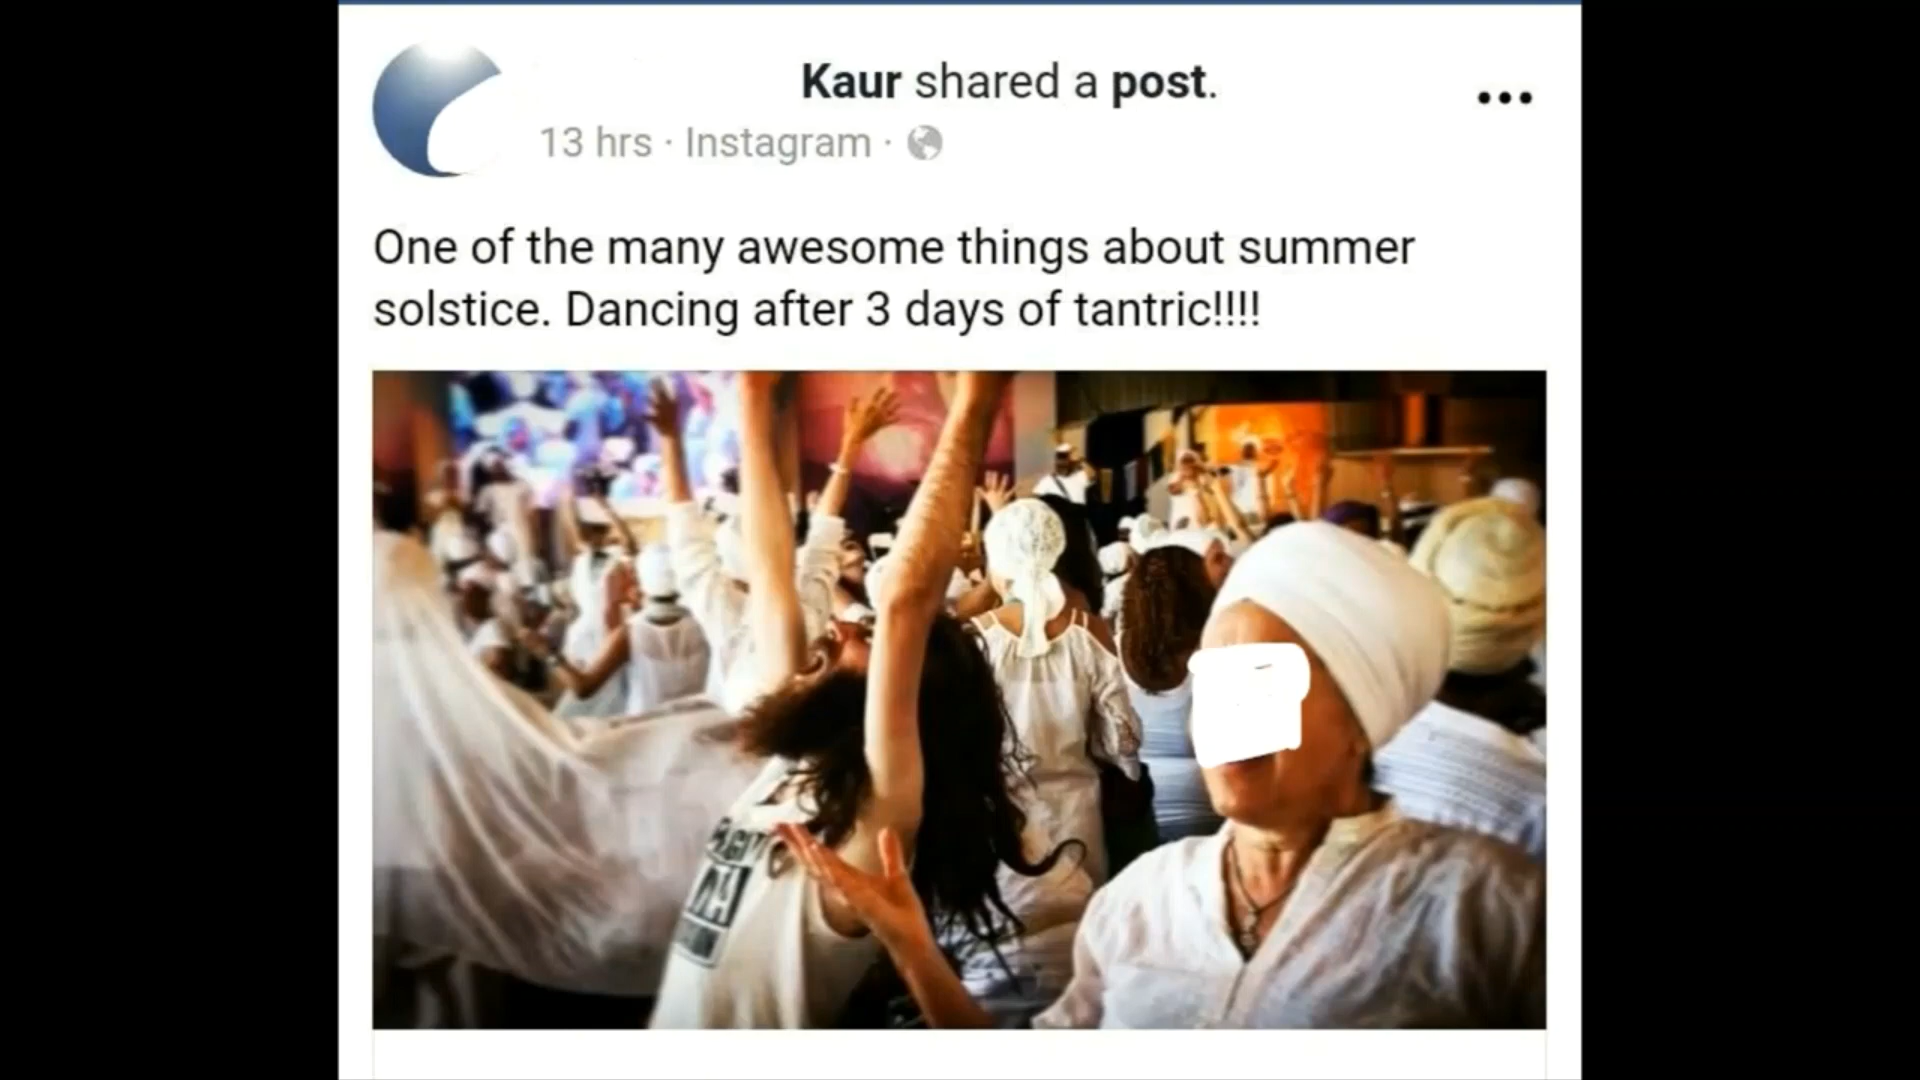 Kaur shared a post.
13 hrs · Instagram ·
One of the many awesome things about summer
solstice. Dancing after 3 days of tantric!!!!